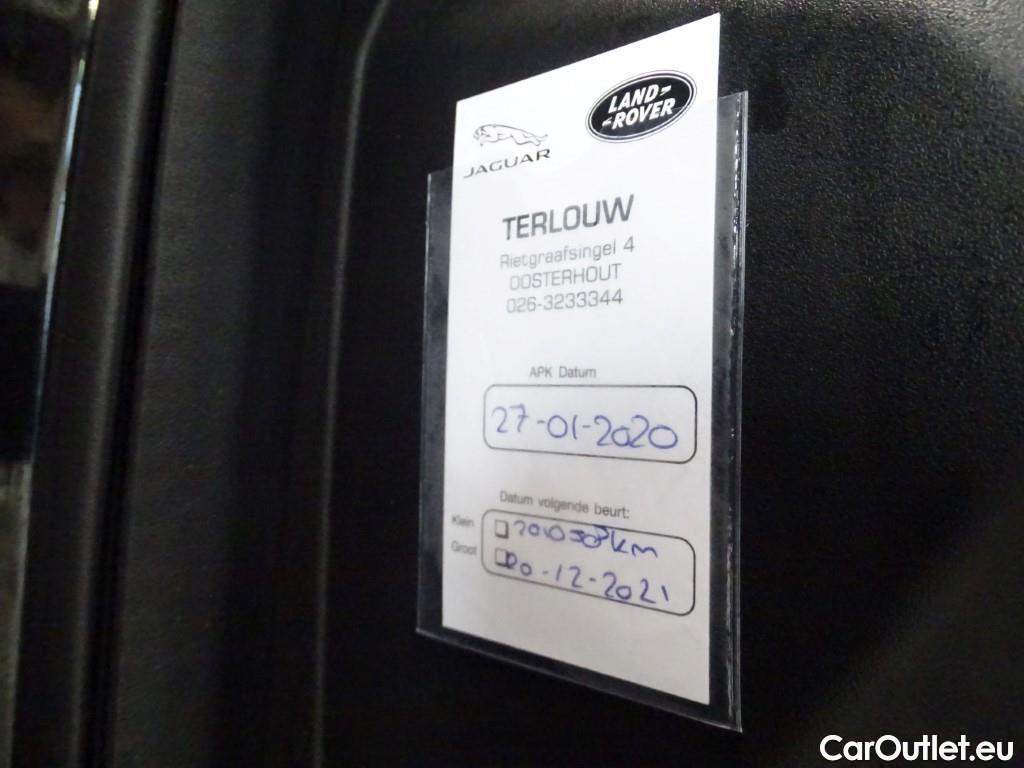 JAGUAR
LAND-
-ROVER
TERLOUW
Rietgraafsingel 4
OOSTERHOUT
026-3233344
APK Datum
27-01-2020
Datum volgende beurt:
Klein
km
Groot
20-12-2021
CarOutlet.eu